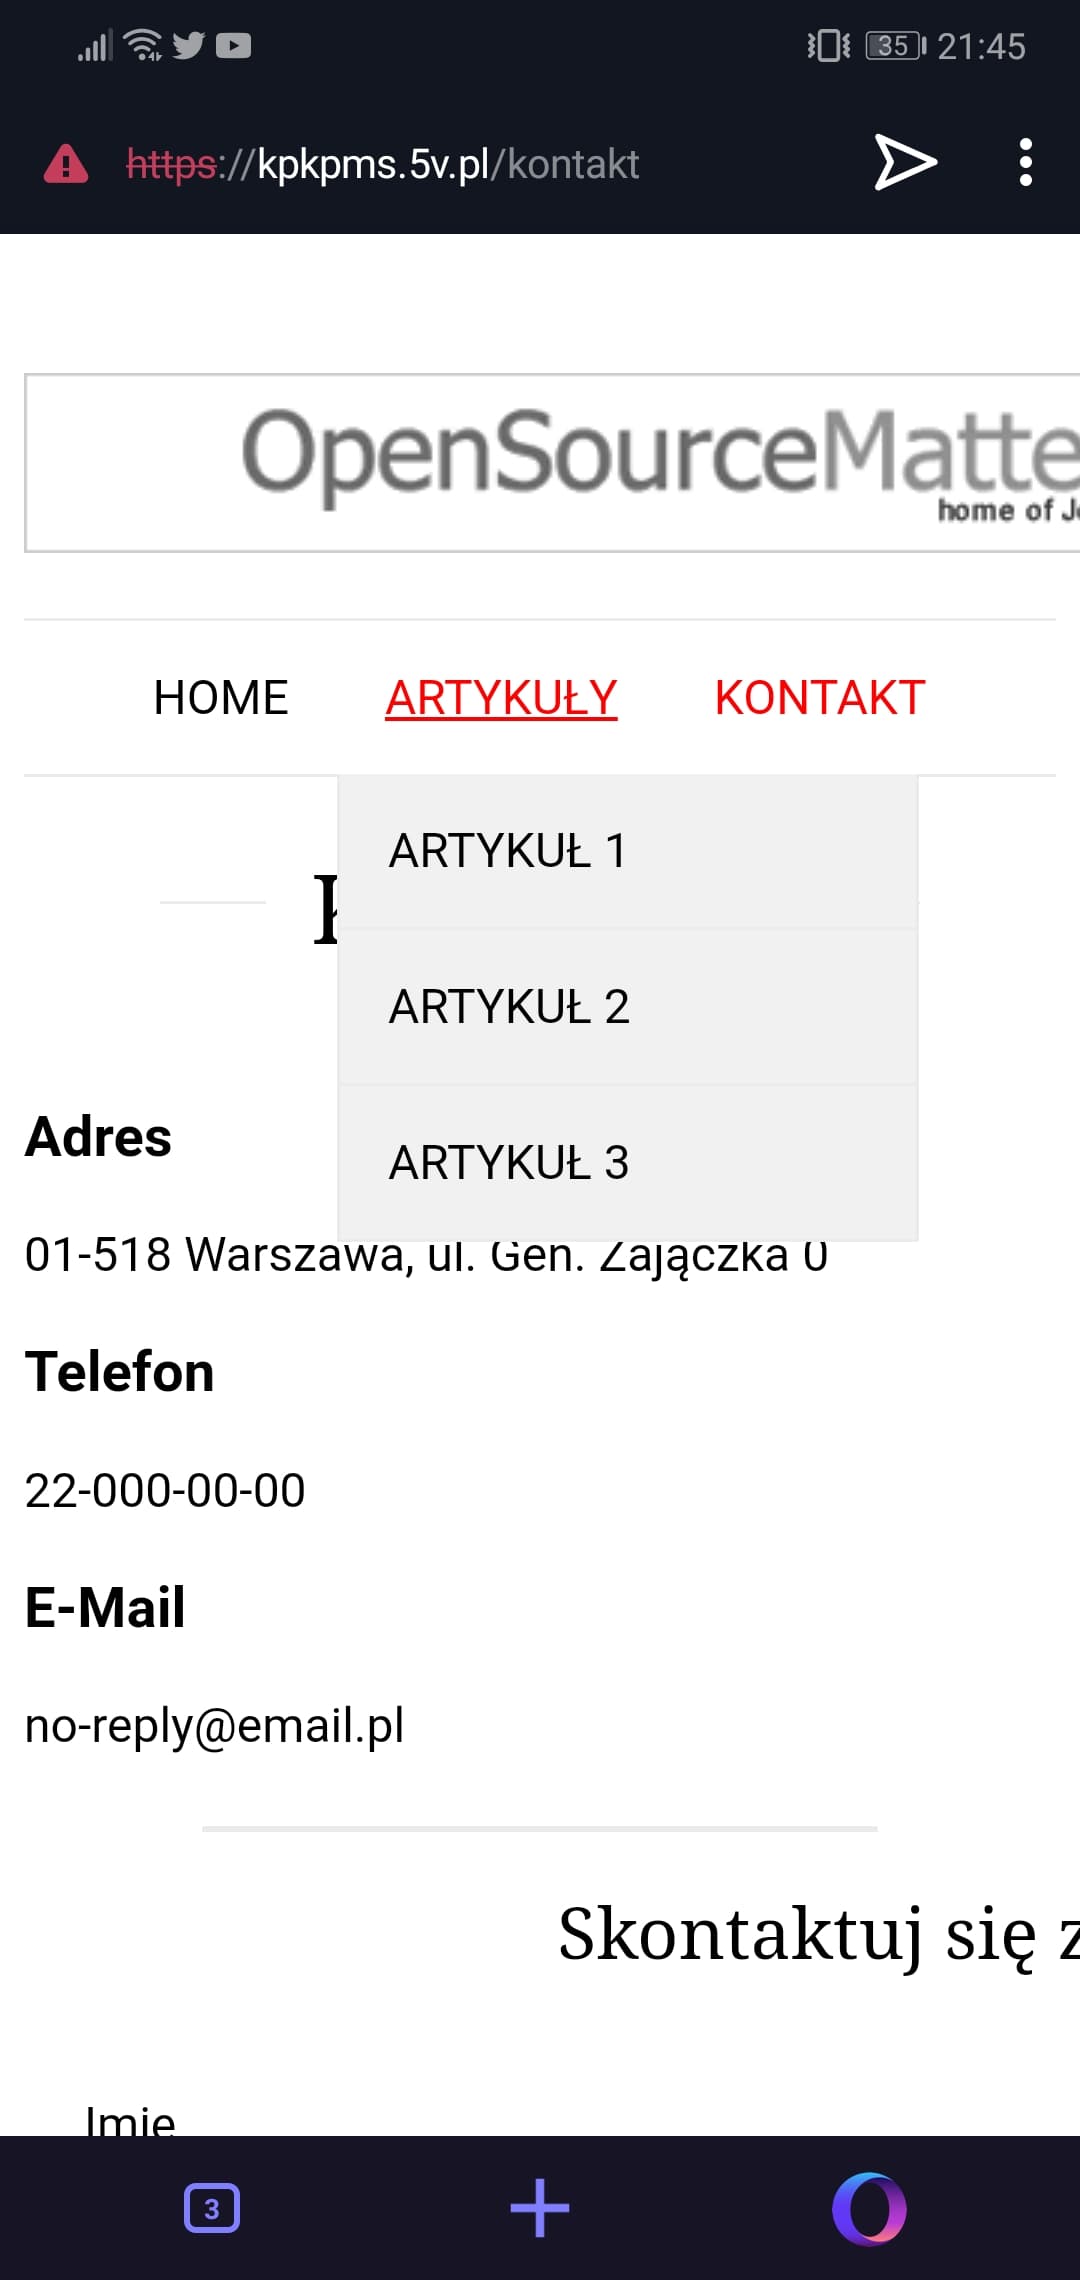 35 21:45
https://kpkpms.5v.pl/kontakt
OpenSourceMatte
home of J
HOME ARTYKUŁY KONTAKT
ARTYKUŁ 1
ARTYKUŁ 2
ARTYKUŁ 3
Adres
01-518 Warszawa, ul. Gen. Zajączka 0
Telefon
22-000-00-00
E-Mail
no-reply@email.pl
Skontaktuj się z
Imię
3